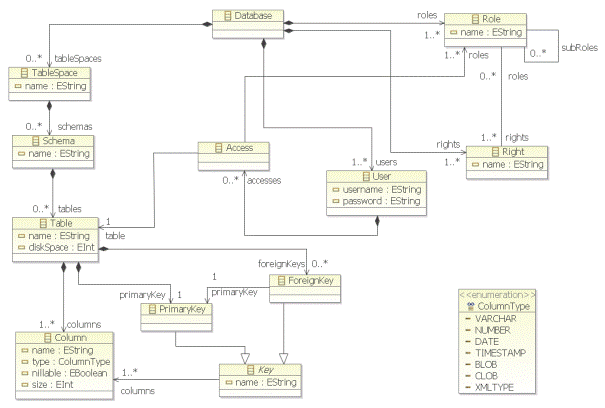 Database
roles
Role
name : EString
1..*
roles
0..*
subRoles
0..*
tableSpaces
TableSpace
name : EString
0..*
roles
0..*
schemas
Schema
name : EString
Access
1..*
rights
rights
1..*
Right
name : EString
1..*
users
0..*
accesses
User
username : EString
password : EString
0..*
tables
1
table
Table
name : EString
diskSpace : EInt
foreignKeys
0..*
ForeignKey
1
primaryKey
primaryKey
1
PrimaryKey
1..*
columns
Column
name : EString
type : ColumnType
nillable : EBoolean
size : EInt
1..*
columns
Key
name : EString
<<enumeration>>
ColumnType
VARCHAR
NUMBER
DATE
TIMESTAMP
BLOB
CLOB
XMLTYPE